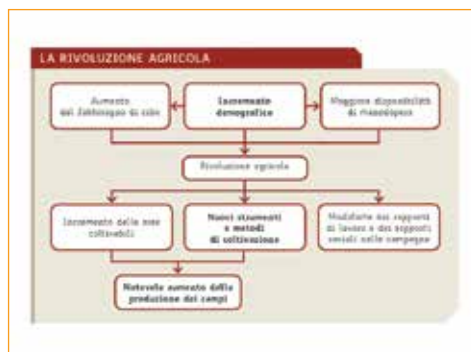 LA RIVOLUZIONE AGRICOLA
Aumento
del fabbisogno di cibo
Incremento
demografico
Maggiore disponibilità
di manodopera
Rivoluzione agricola
Incremento delle aree
coltivabili
Nuovi strumenti
e metodi
di coltivazione
Modifiche dei rapporti
di lavoro e dei rapporti
sociali nelle campagne
Notevole aumento della
produzione dei campi